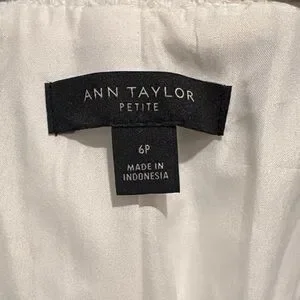 ANN TAYLOR
PETITE
6P
MADE IN
INDONESIA